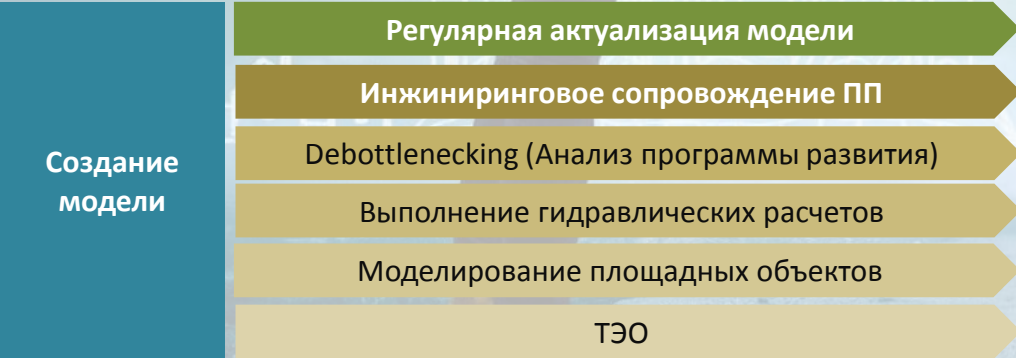 Создание
модели
Регулярная актуализация модели
Инжиниринговое сопровождение ПП
Debottlenecking (Анализ программы развития)
Выполнение гидравлических расчетов
Моделирование площадных объектов
ТЭО